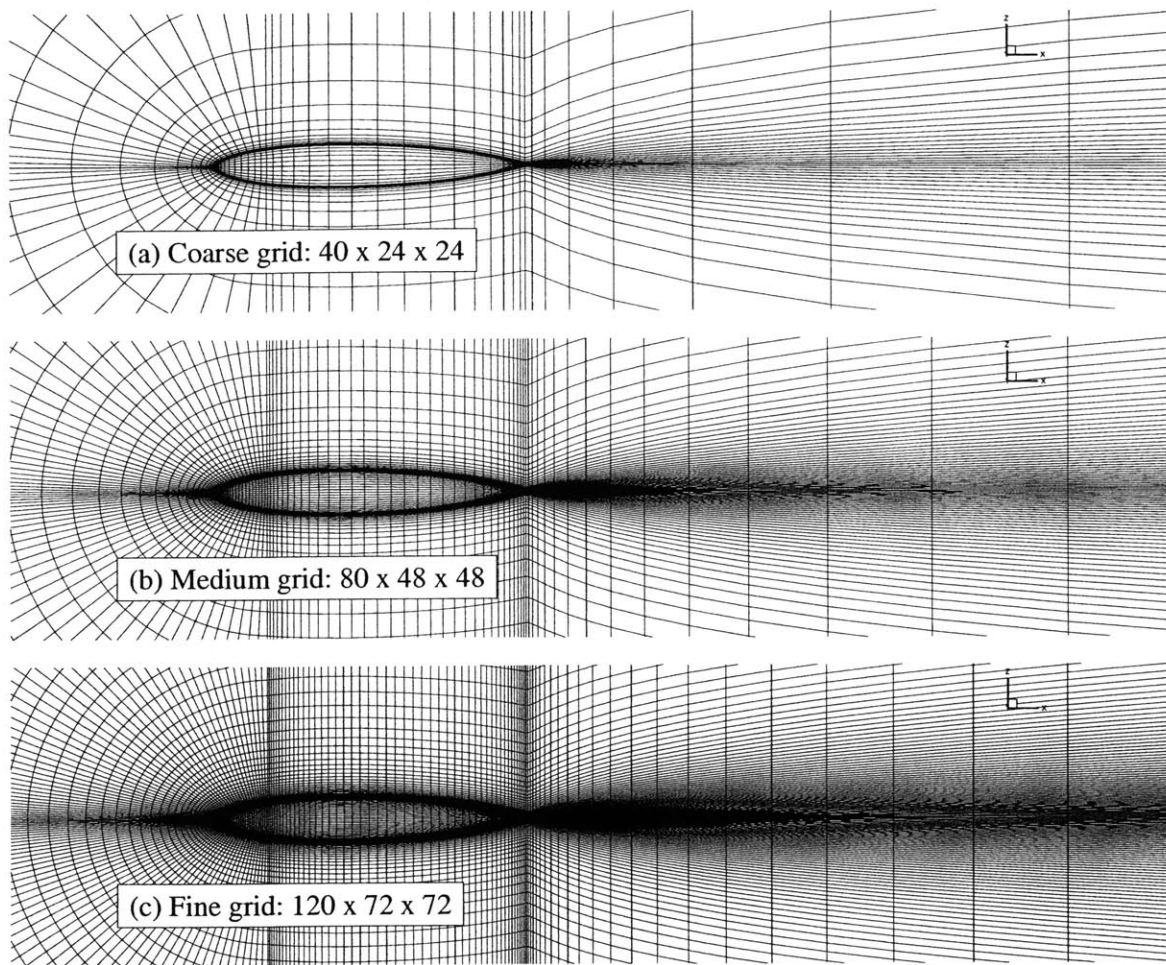 z
x
(a) Coarse grid: 40 x 24 x 24
z
x
(b) Medium grid: 80 x 48 x 48
z
x
(c) Fine grid: 120 x 72 x 72